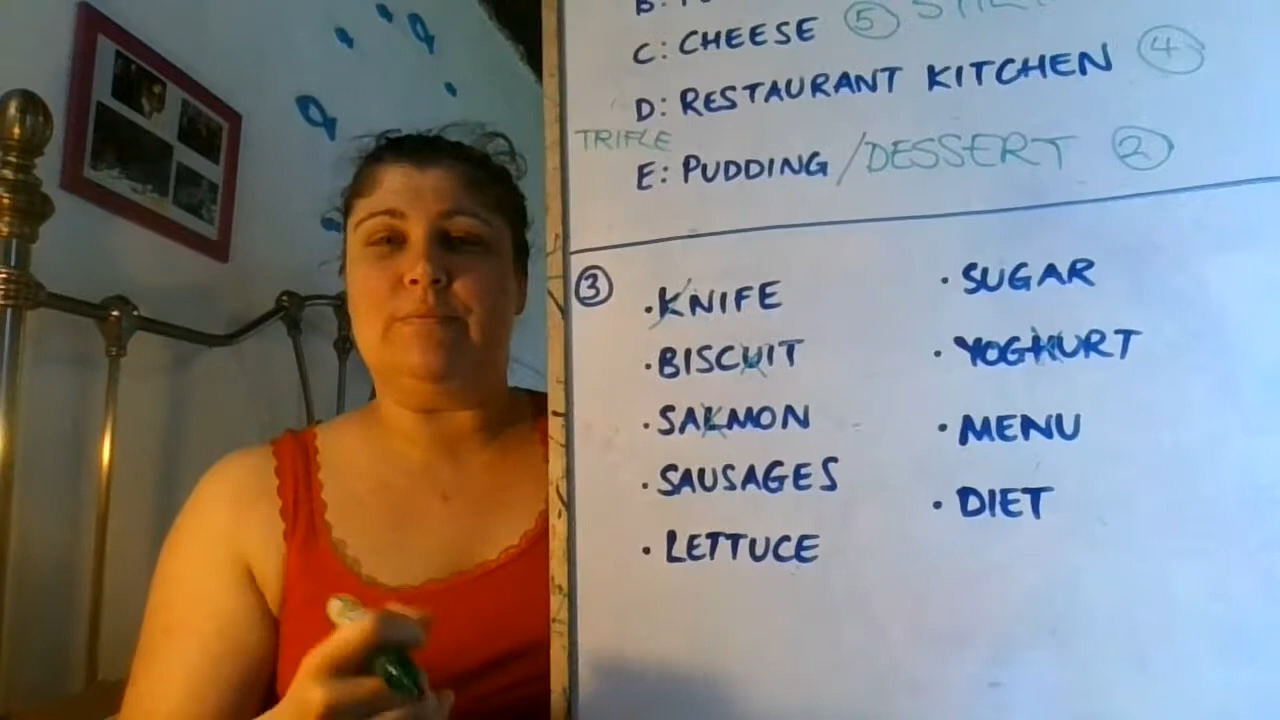 B:
C: CHEESE ⑤
D: RESTAURANT KITCHEN ④
TRIFLE
E: PUDDING /DESSERT ②
③
· KNIFE
· BISCUIT
· SALMON
· SAUSAGES
· LETTUCE
· SUGAR
· YOGHURT
· MENU
· DIET